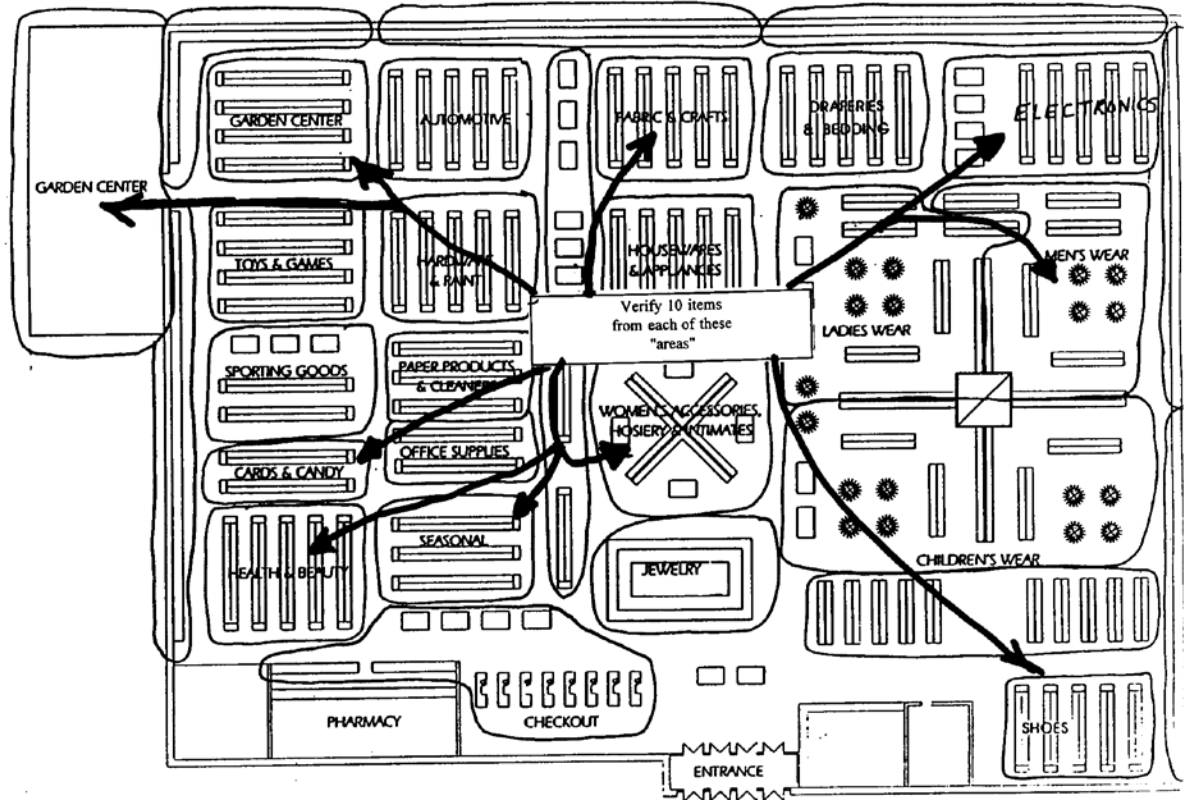 GARDEN CENTER
AUTOMOTIVE
FABRIC & CRAFTS
DRAPERIES
& BEDDING
ELECTRONICS
GARDEN CENTER
TOYS & GAMES
HARDWARE
& PAINT
HOUSEWARES
& APPLIANCES
MEN'S WEAR
Verify 10 items
from each of these
"areas"
LADIES WEAR
SPORTING GOODS
PAPER PRODUCTS
& CLEANERS
WOMEN'S ACCESSORIES,
HOSIERY & INTIMATES
OFFICE SUPPLIES
CARDS & CANDY
SEASONAL
HEALTH & BEAUTY
JEWELRY
CHILDREN'S WEAR
PHARMACY
CHECKOUT
SHOES
ENTRANCE